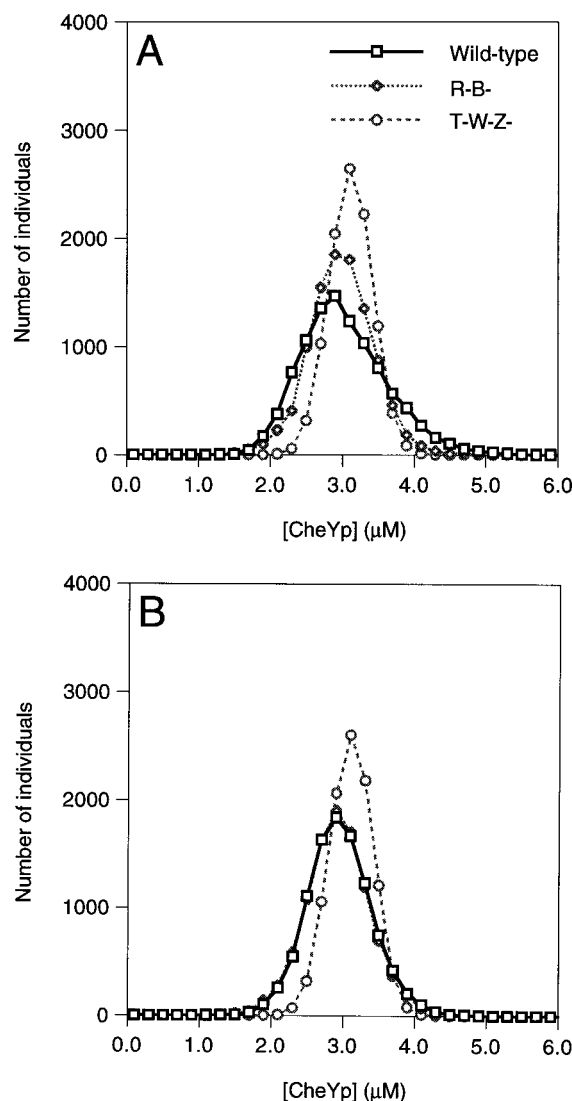 A
4000
3000
2000
1000
0
Number of individuals
Wild-type
R-B-
T-W-Z-
0.0 1.0 2.0 3.0 4.0 5.0 6.0
[CheYp] (μM)
B
4000
3000
2000
1000
0
Number of individuals
0.0 1.0 2.0 3.0 4.0 5.0 6.0
[CheYp] (μM)